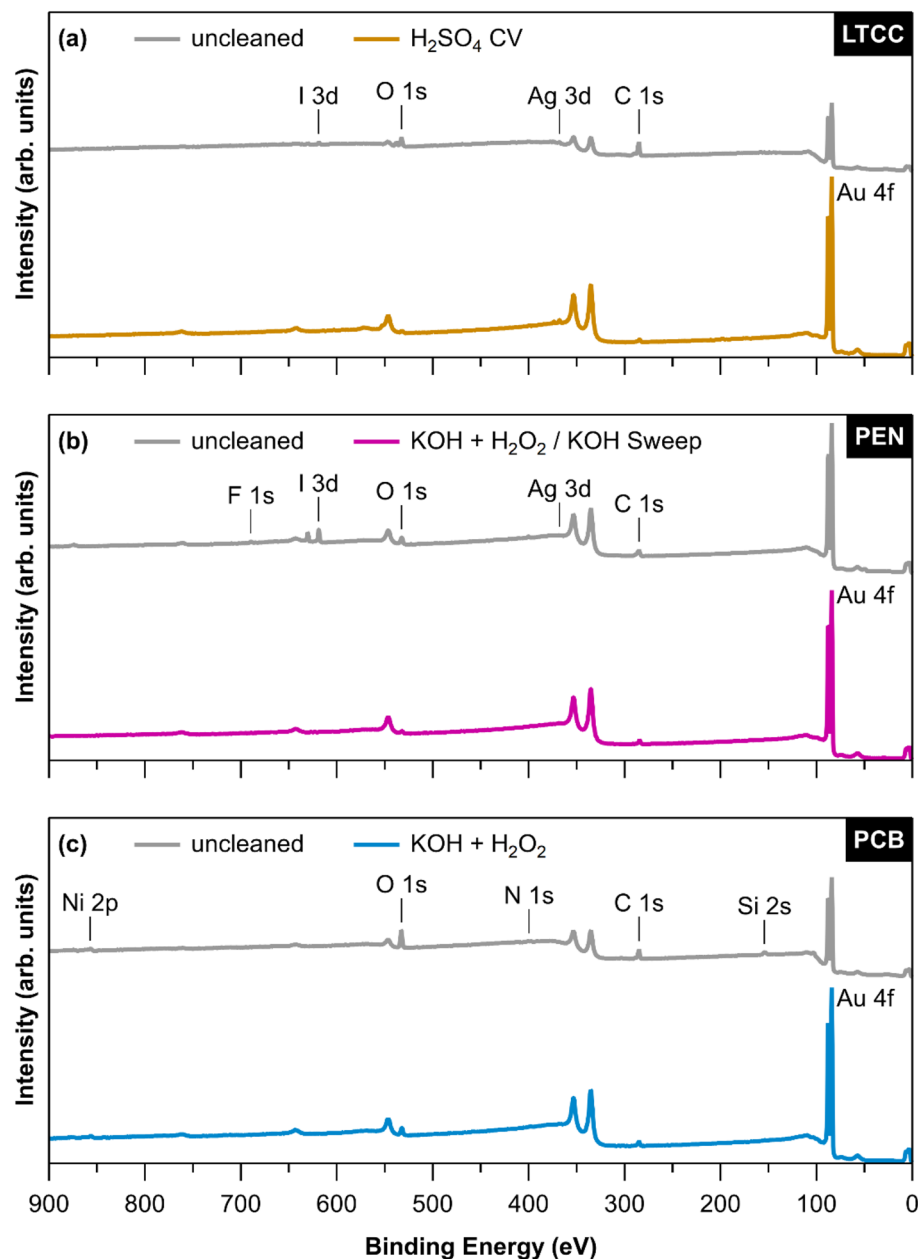 (a) uncleaned H₂SO₄ CV LTCC
I 3d O 1s Ag 3d C 1s
Au 4f
Intensity (arb. units)
(b) uncleaned KOH + H₂O₂ / KOH Sweep PEN
F 1s I 3d O 1s Ag 3d C 1s
Au 4f
Intensity (arb. units)
(c) uncleaned KOH + H₂O₂ PCB
Ni 2p O 1s N 1s C 1s Si 2s
Au 4f
Intensity (arb. units)
900 800 700 600 500 400 300 200 100 0
Binding Energy (eV)